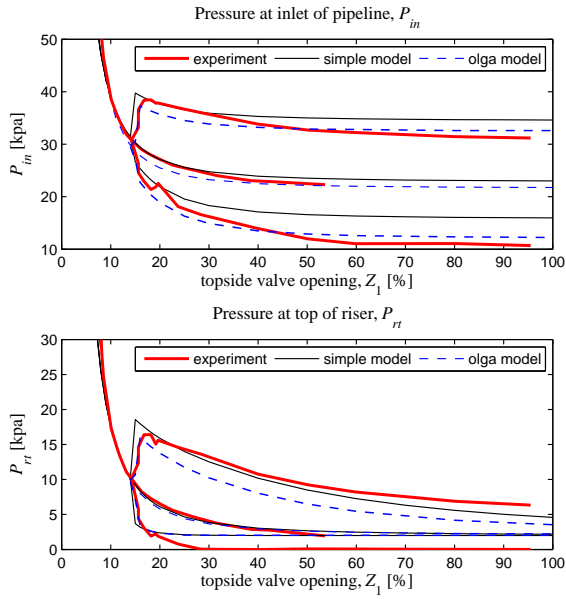 Pressure at inlet of pipeline, P_in
50
experiment simple model olga model
40
30
20
10
P_in [kpa]
0 10 20 30 40 50 60 70 80 90 100
topside valve opening, Z_1 [%]
Pressure at top of riser, P_rt
30
experiment simple model olga model
25
20
15
10
5
0
P_rt [kpa]
0 10 20 30 40 50 60 70 80 90 100
topside valve opening, Z_1 [%]